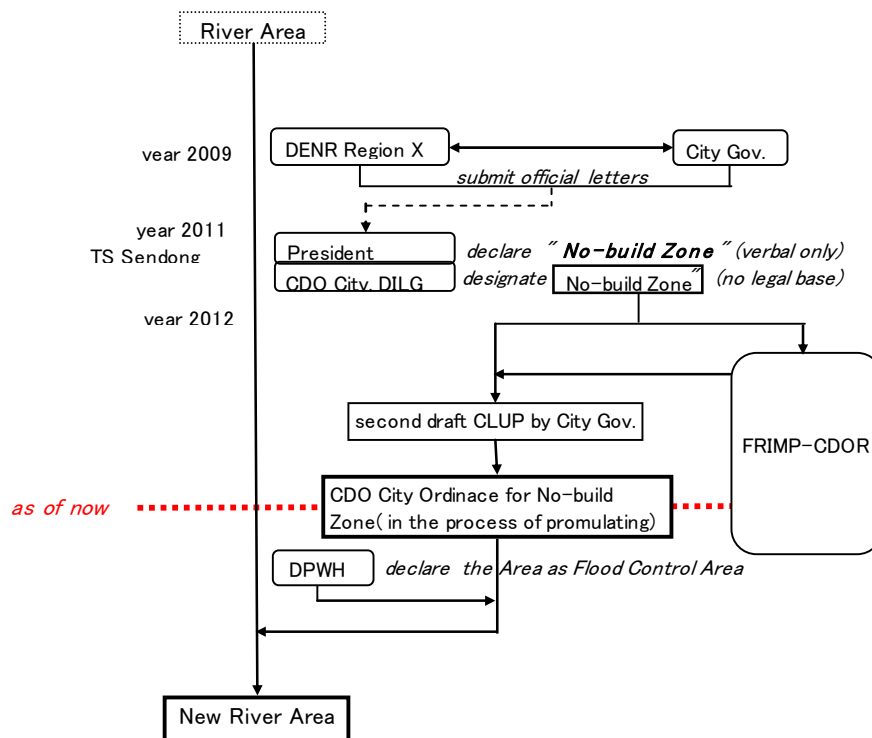 River Area
year 2009
DENR Region X
City Gov.
submit official letters
year 2011
TS Sendong
President
declare " No-build Zone " (verbal only)
CDO City, DILG
designate No-build Zone" (no legal base)
year 2012
second draft CLUP by City Gov.
FRIMP-CDOR
as of now
CDO City Ordinace for No-build
Zone( in the process of promulating)
DPWH
declare the Area as Flood Control Area
New River Area